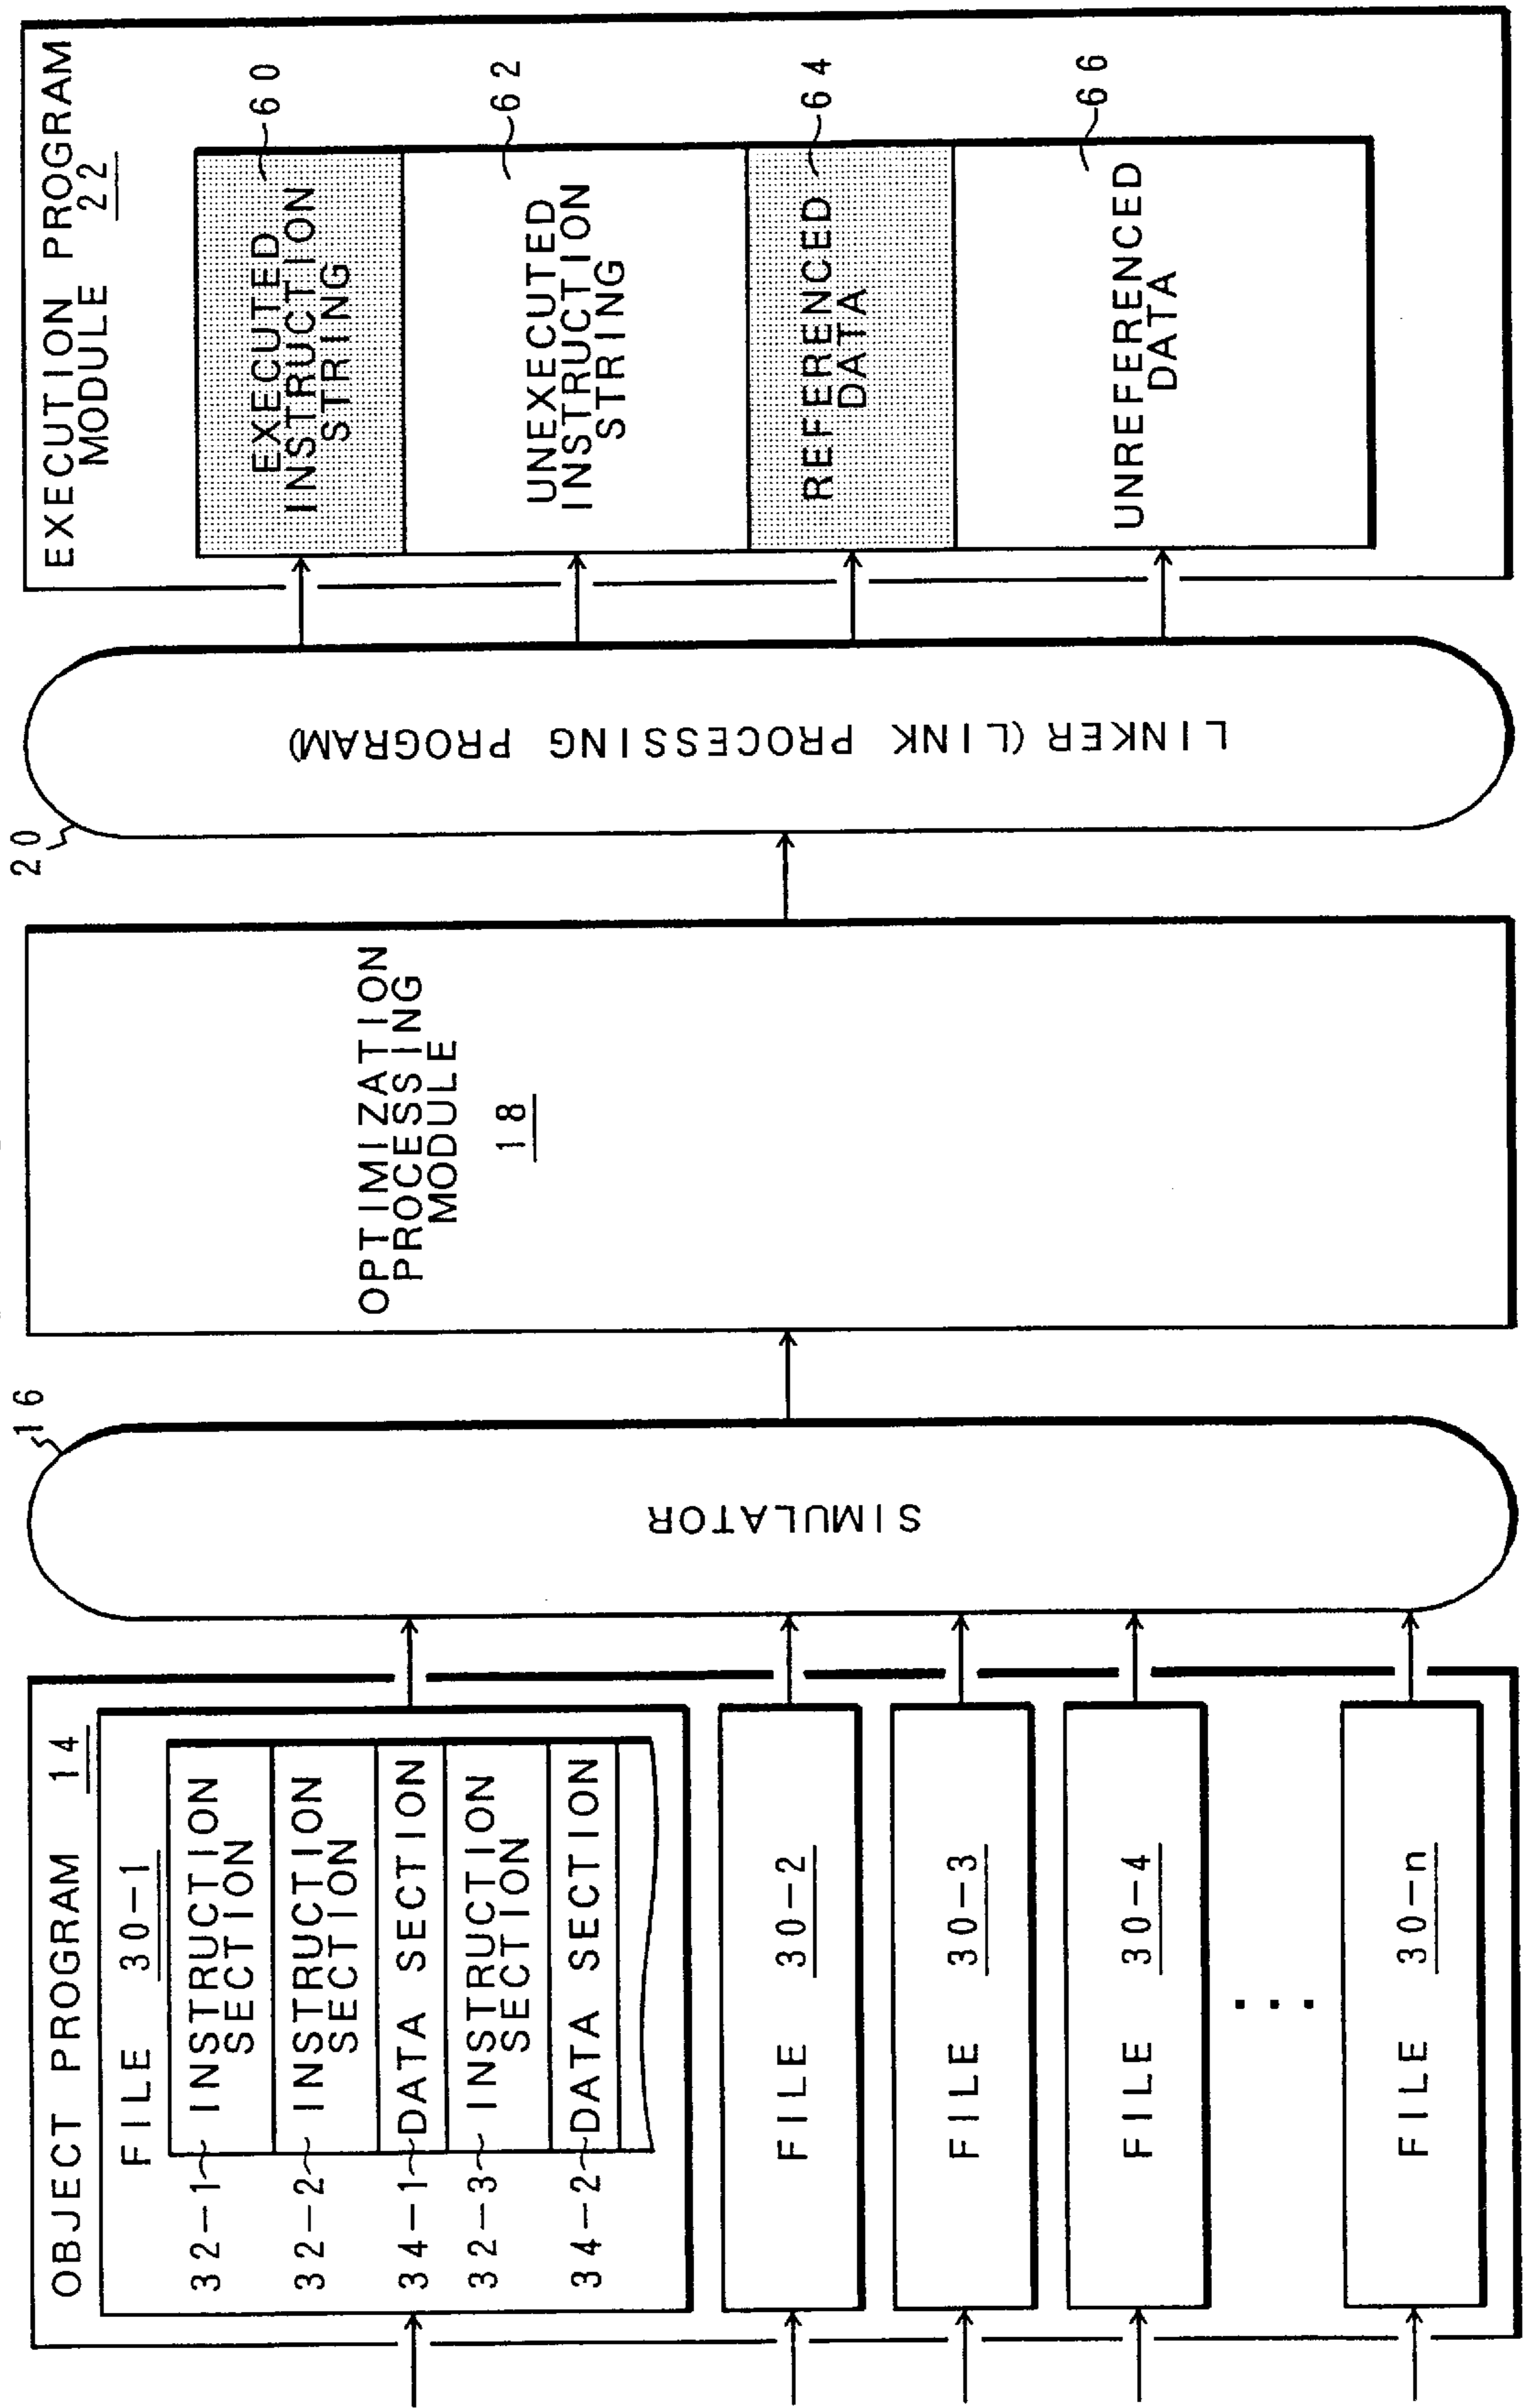 OBJECT PROGRAM 14
FILE 30-1
32-1 INSTRUCTION
SECTION
32-2 INSTRUCTION
SECTION
34-1 DATA SECTION
32-3 INSTRUCTION
SECTION
34-2 DATA SECTION
FILE 30-2
FILE 30-3
FILE 30-4
...
FILE 30-n
16
SIMULATOR
OPTIMIZATION
PROCESSING
MODULE
18
20
LINKER (LINK PROCESSING PROGRAM)
EXECUTION PROGRAM
MODULE 22
EXECUTED
INSTRUCTION
STRING
60
UNEXECUTED
INSTRUCTION
STRING
62
REFERENCED
DATA
64
UNREFERENCED
DATA
66